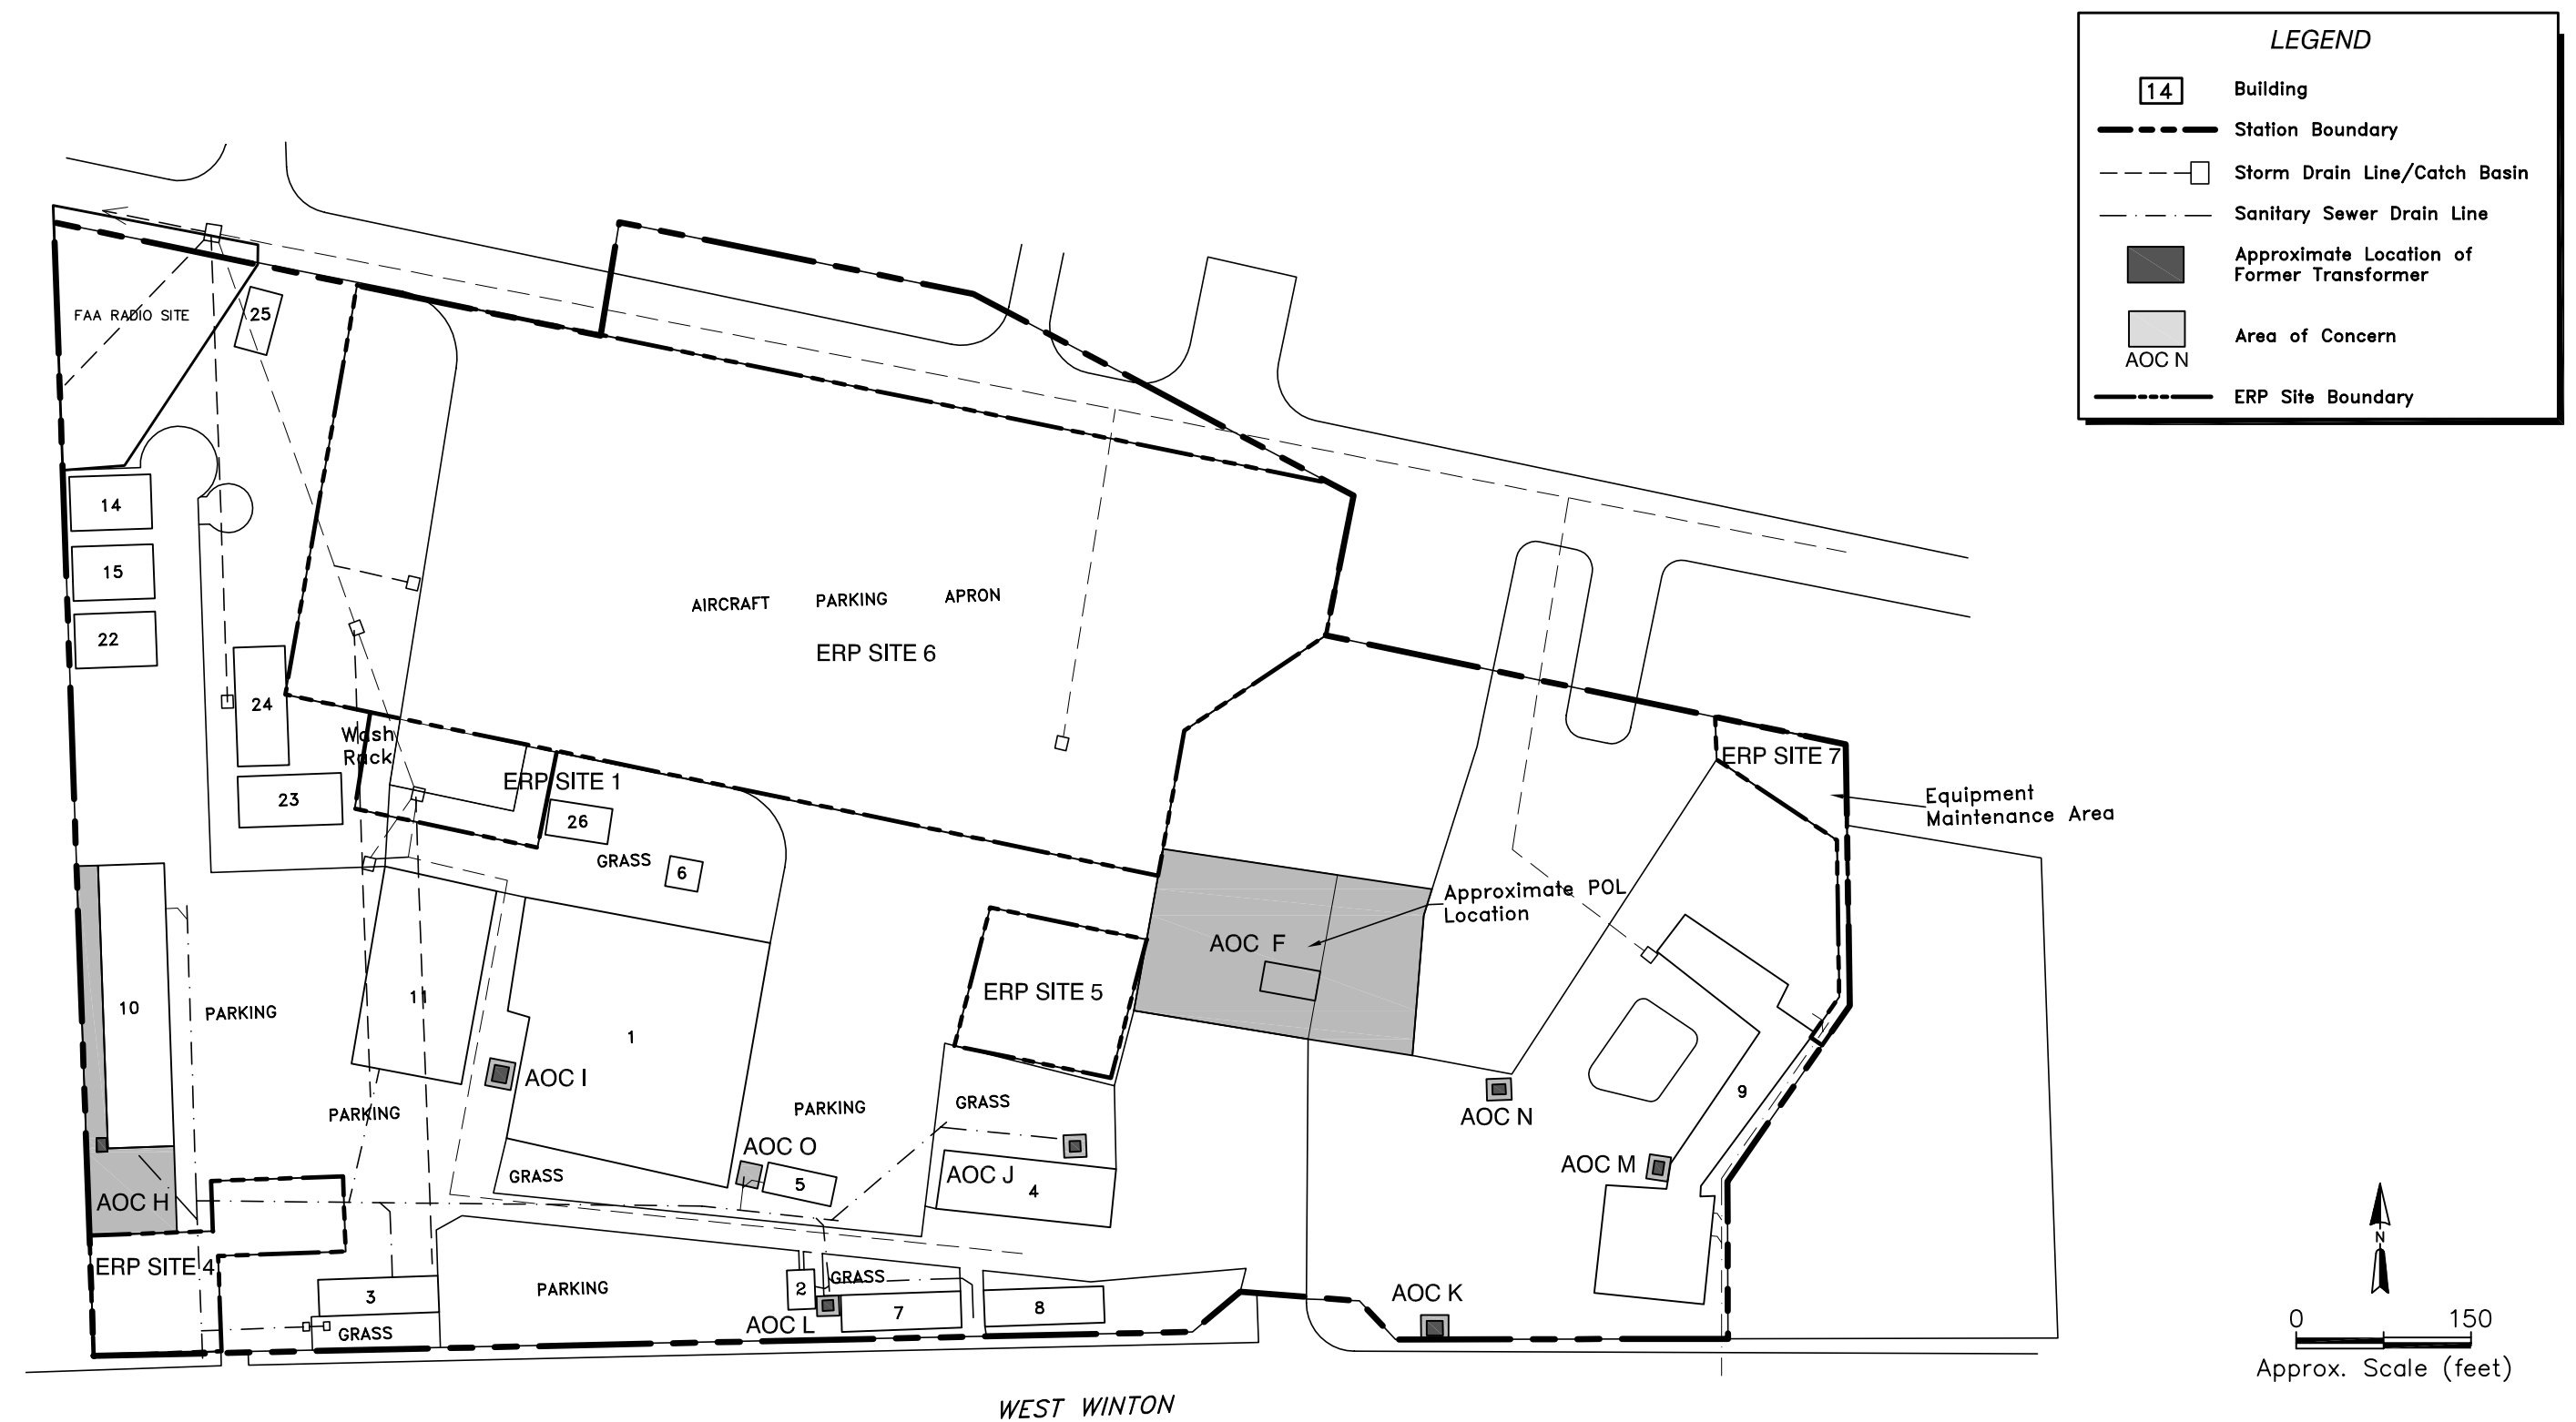 LEGEND
14
Building
Station Boundary
Storm Drain Line/Catch Basin
Sanitary Sewer Drain Line
Approximate Location of
Former Transformer
Area of Concern
AOC N
ERP Site Boundary
FAA RADIO SITE
25
14
15
22
24
23
Wash
Rack
AIRCRAFT PARKING APRON
ERP SITE 6
ERP SITE 1
26
GRASS
6
ERP SITE 7
Equipment
Maintenance Area
Approximate POL
Location
AOC F
ERP SITE 5
10
PARKING
11
1
AOC I
PARKING
PARKING
GRASS
AOC N
9
AOC O
5
GRASS
AOC J
4
AOC M
AOC H
ERP SITE 4
3
GRASS
PARKING
2
GRASS
7
AOC L
8
AOC K
N
0 150
Approx. Scale (feet)
WEST WINTON